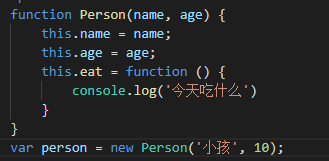 function Person(name, age) {
    this.name = name;
    this.age = age;
    this.eat = function () {
        console.log('今天吃什么')
    }
}
var person = new Person('小孩', 10);